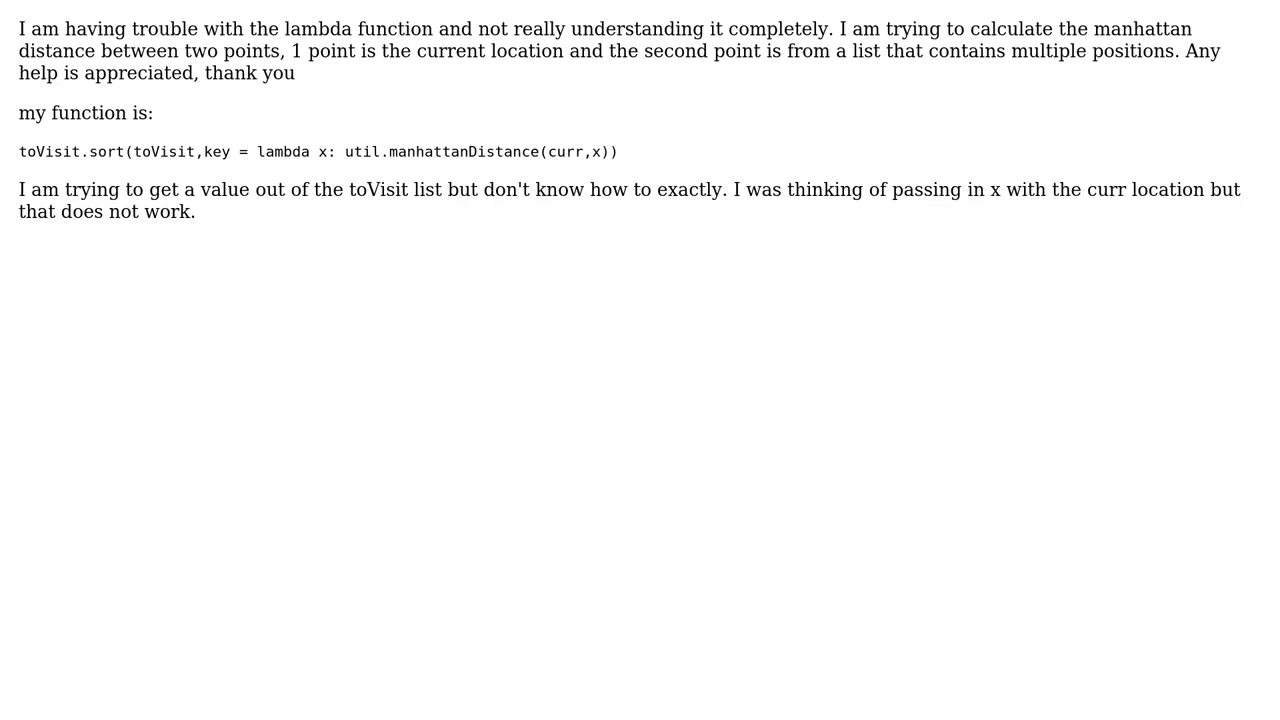 I am having trouble with the lambda function and not really understanding it completely. I am trying to calculate the manhattan
distance between two points, 1 point is the current location and the second point is from a list that contains multiple positions. Any
help is appreciated, thank you
my function is:
toVisit.sort(toVisit,key = lambda x: util.manhattanDistance(curr,x))
I am trying to get a value out of the toVisit list but don't know how to exactly. I was thinking of passing in x with the curr location but
that does not work.